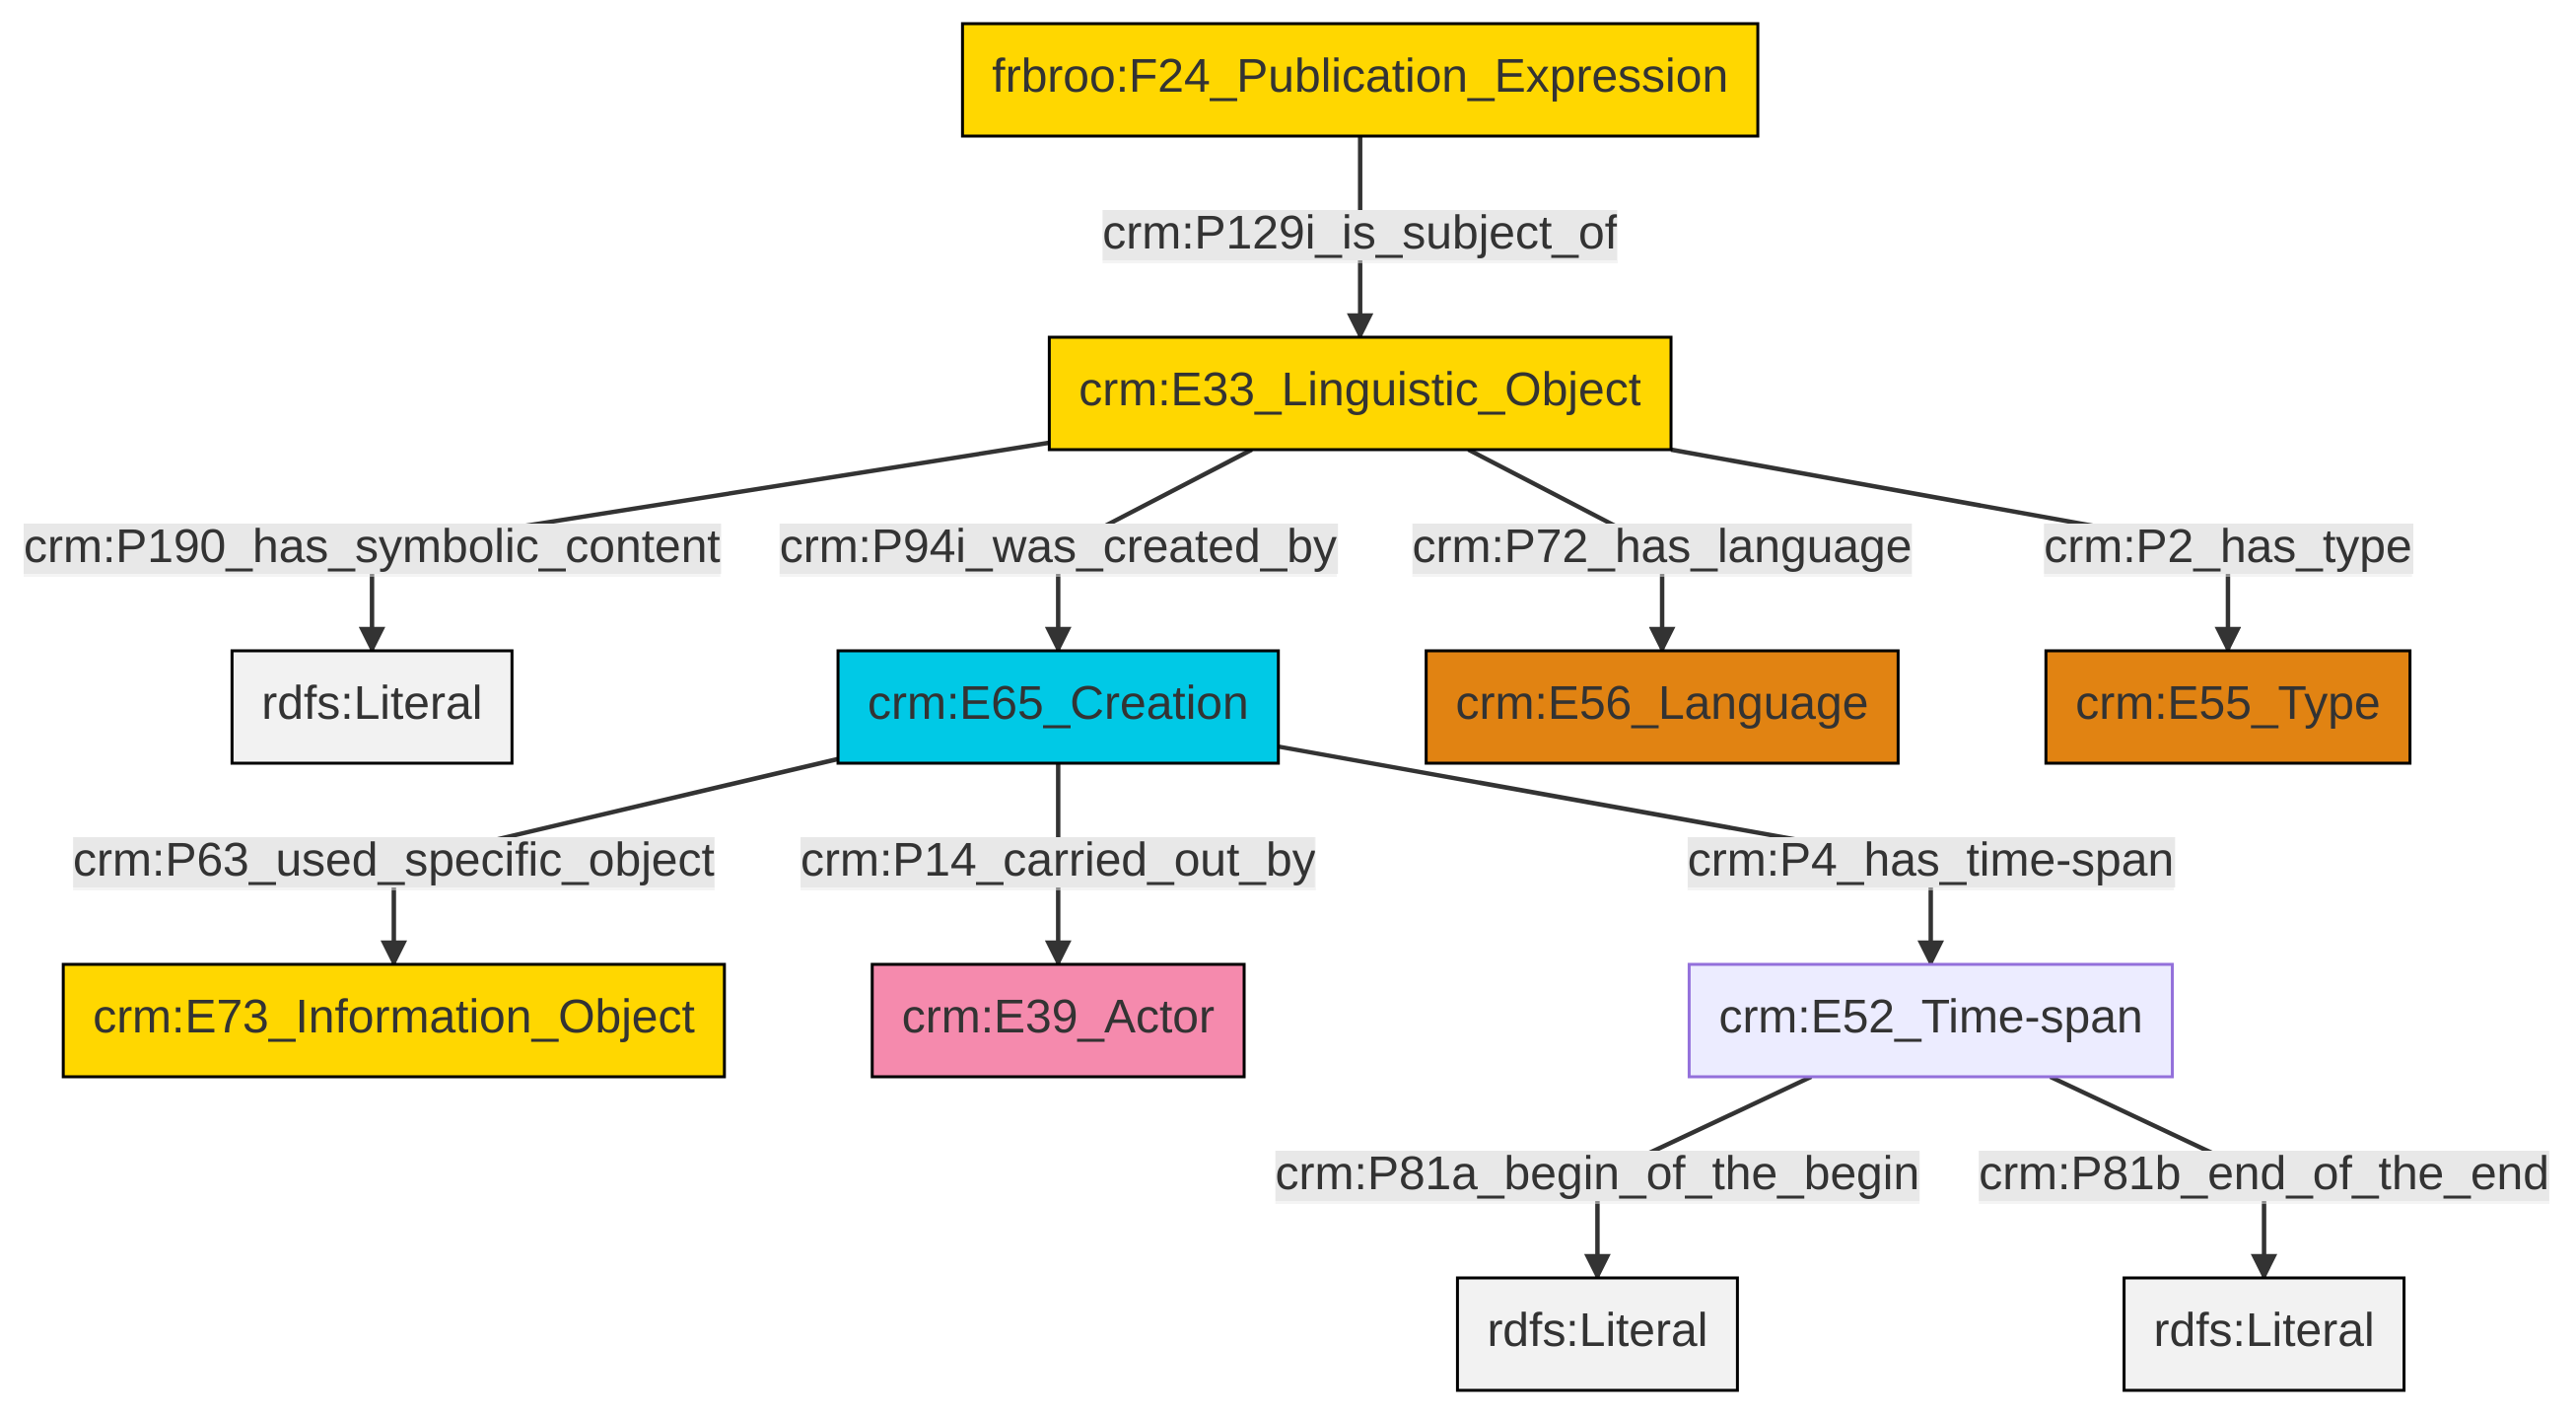 frbroo:F24_Publication_Expression
crm:P129i_is_subject_of
crm:E33_Linguistic_Object
crm:P190_has_symbolic_content
crm:P94i_was_created_by
crm:P72_has_language
crm:P2_has_type
rdfs:Literal
crm:E65_Creation
crm:E56_Language
crm:E55_Type
crm:P63_used_specific_object
crm:P14_carried_out_by
crm:P4_has_time-span
crm:E73_Information_Object
crm:E39_Actor
crm:E52_Time-span
crm:P81a_begin_of_the_begin
crm:P81b_end_of_the_end
rdfs:Literal
rdfs:Literal